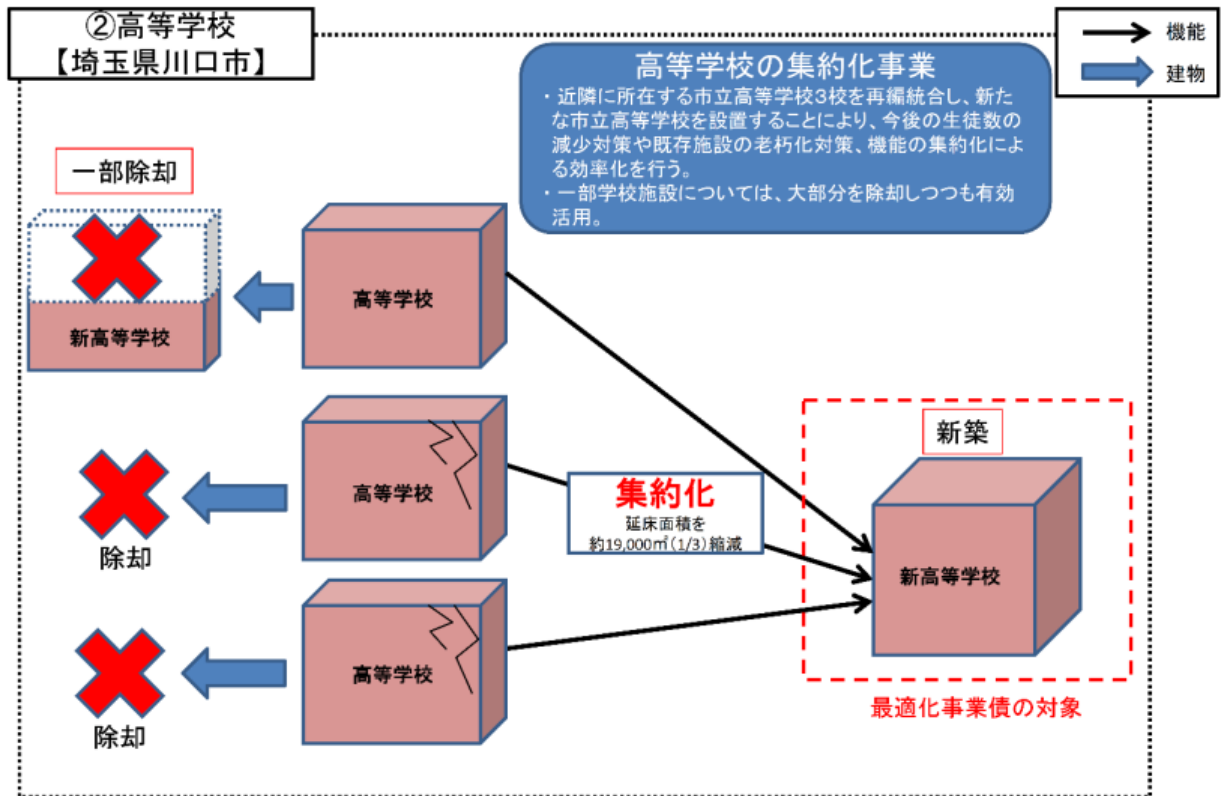 ②高等学校
【埼玉県川口市】
機能
建物
高等学校の集約化事業
・近隣に所在する市立高等学校3校を再編統合し、新た
な市立高等学校を設置することにより、今後の生徒数の
減少対策や既存施設の老朽化対策、機能の集約化によ
る効率化を行う。
・一部学校施設については、大部分を除却しつつも有効
活用。
一部除却
新高等学校
高等学校
高等学校
除却
集約化
延床面積を
約19,000㎡(1/3)縮減
新築
新高等学校
最適化事業債の対象
高等学校
除却